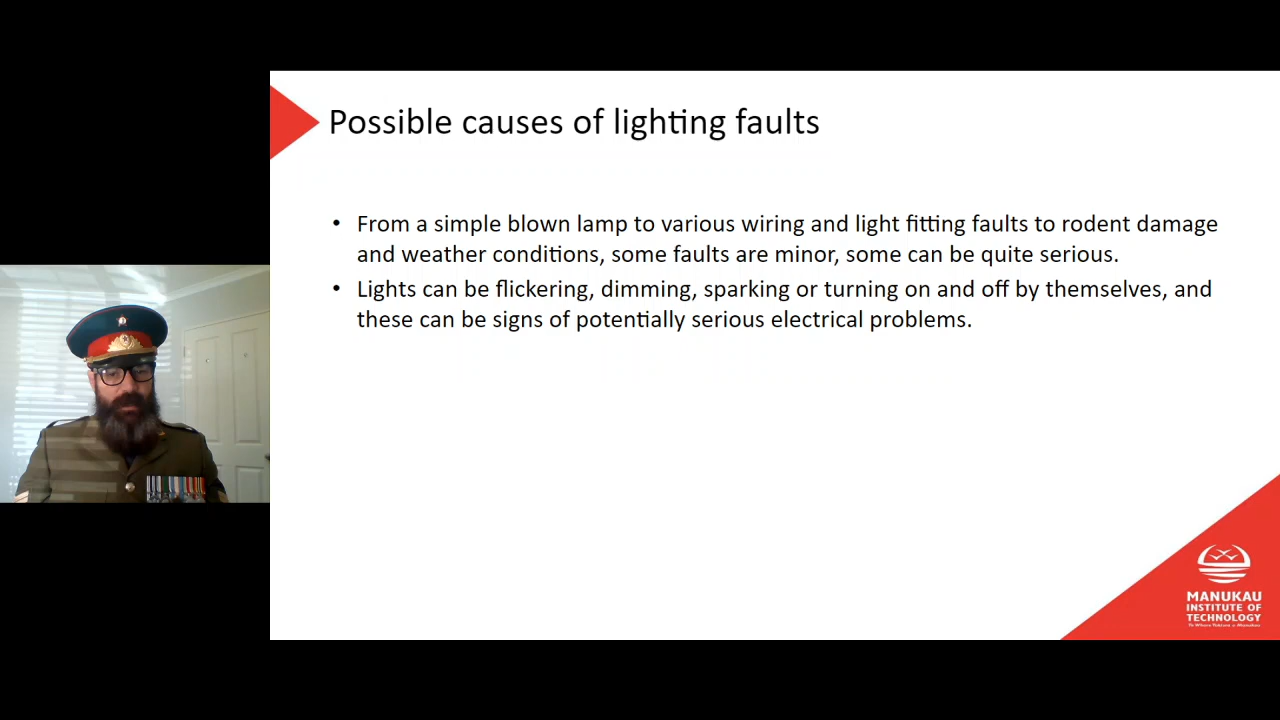 Possible causes of lighting faults
• From a simple blown lamp to various wiring and light fitting faults to rodent damage
and weather conditions, some faults are minor, some can be quite serious.
• Lights can be flickering, dimming, sparking or turning on and off by themselves, and
these can be signs of potentially serious electrical problems.
MANUKAU
INSTITUTE OF
TECHNOLOGY